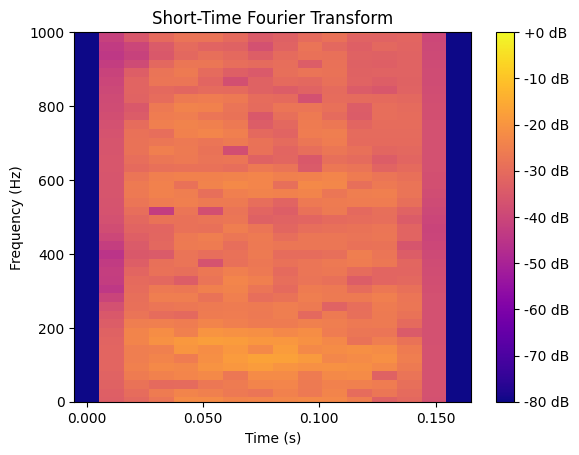 Short-Time Fourier Transform
1000
800
600
400
200
0
Frequency (Hz)
0.000
0.050
0.100
0.150
Time (s)
+0 dB
-10 dB
-20 dB
-30 dB
-40 dB
-50 dB
-60 dB
-70 dB
-80 dB